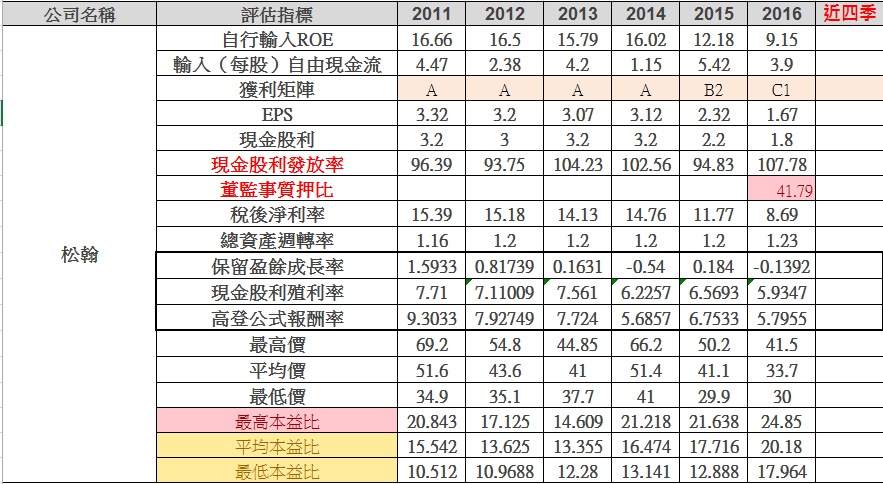 公司名稱 評估指標 2011 2012 2013 2014 2015 2016 近四季
自行輸入ROE 16.66 16.5 15.79 16.02 12.18 9.15
輸入（每股）自由現金流 4.47 2.38 4.2 1.15 5.42 3.9
獲利矩陣 A A A A B2 C1
EPS 3.32 3.2 3.07 3.12 2.32 1.67
現金股利 3.2 3 3.2 3.2 2.2 1.8
現金股利發放率 96.39 93.75 104.23 102.56 94.83 107.78
董監事質押比 41.79
稅後淨利率 15.39 15.18 14.13 14.76 11.77 8.69
總資產週轉率 1.16 1.2 1.2 1.2 1.2 1.23
松翰
保留盈餘成長率 1.5933 0.81739 0.1631 -0.54 0.184 -0.1392
現金股利殖利率 7.71 7.11009 7.561 6.2257 6.5693 5.9347
高登公式報酬率 9.3033 7.92749 7.724 5.6857 6.7533 5.7955
最高價 69.2 54.8 44.85 66.2 50.2 41.5
平均價 51.6 43.6 41 51.4 41.1 33.7
最低價 34.9 35.1 37.7 41 29.9 30
最高本益比 20.843 17.125 14.609 21.218 21.638 24.85
平均本益比 15.542 13.625 13.355 16.474 17.716 20.18
最低本益比 10.512 10.9688 12.28 13.141 12.888 17.964